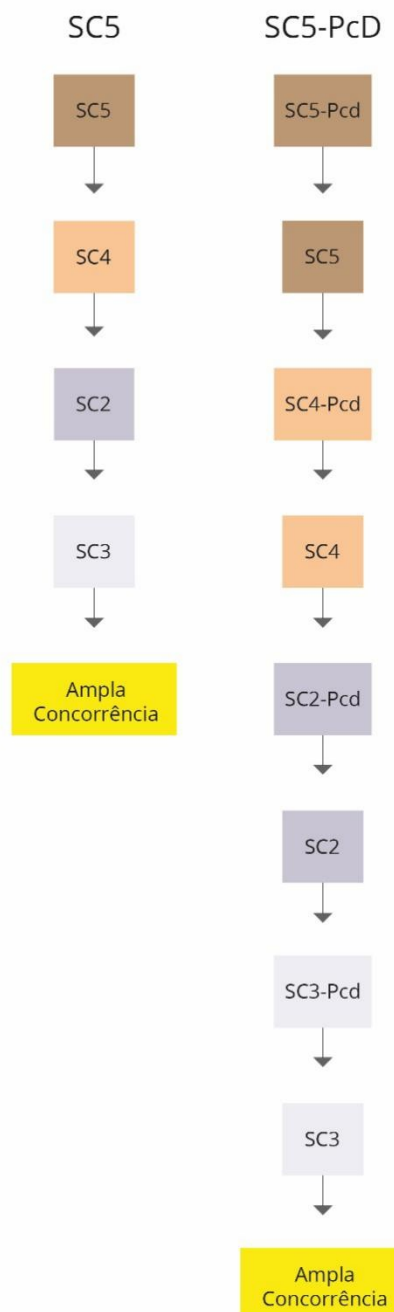 SC5
SC5
SC4
SC2
SC3
Ampla
Concorrência
SC5-PcD
SC5-Pcd
SC5
SC4-Pcd
SC4
SC2-Pcd
SC2
SC3-Pcd
SC3
Ampla
Concorrência